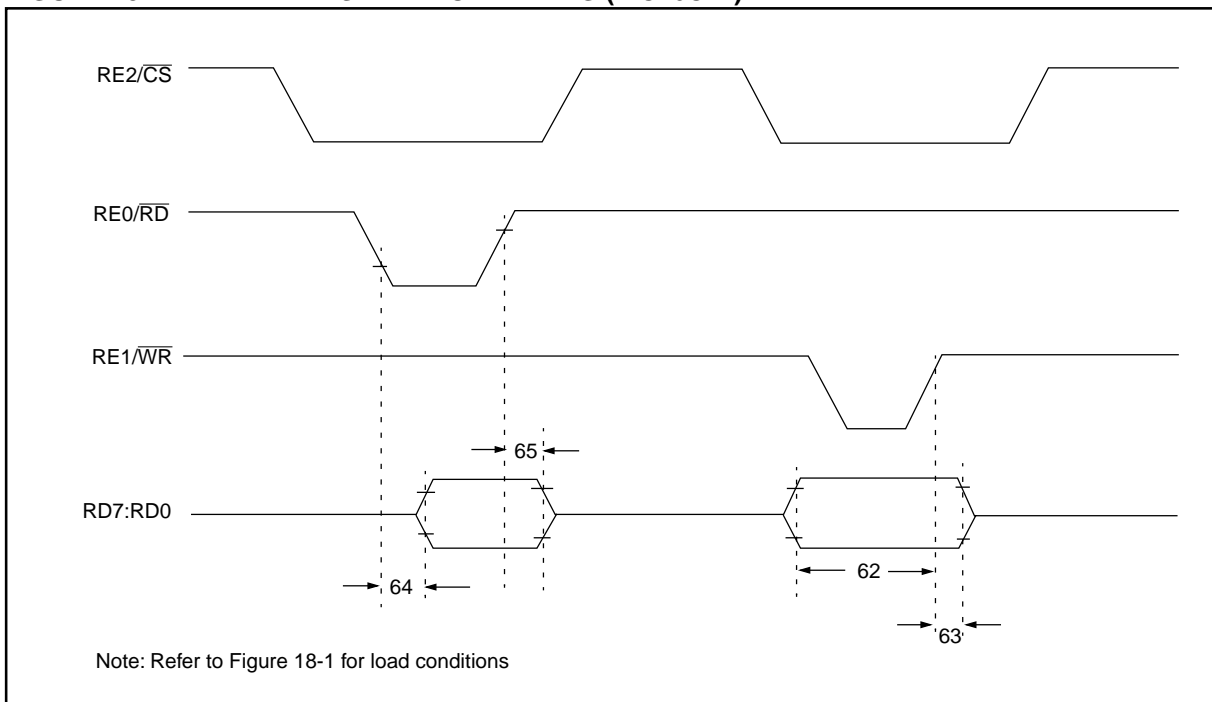 RE2/CS
RE0/RD
RE1/WR
65
RD7:RD0
62
64
63
Note: Refer to Figure 18-1 for load conditions